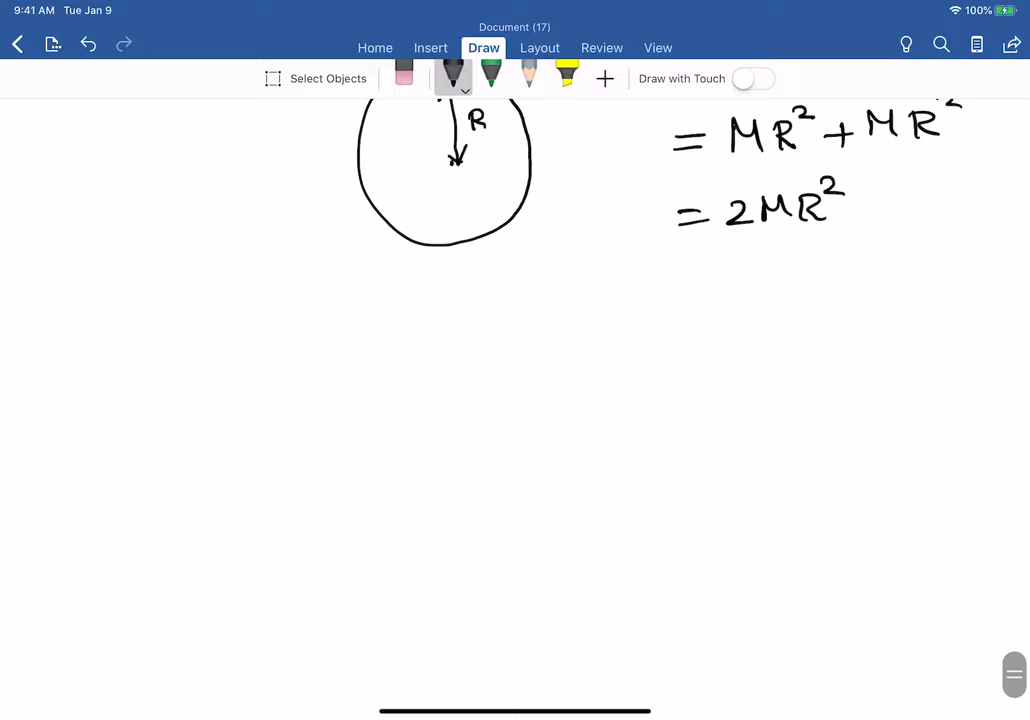 9:41 AM Tue Jan 9
100%
Document (17)
Home Insert Draw Layout Review View
Select Objects
Draw with Touch
R
= MR² + MR²
= 2MR²